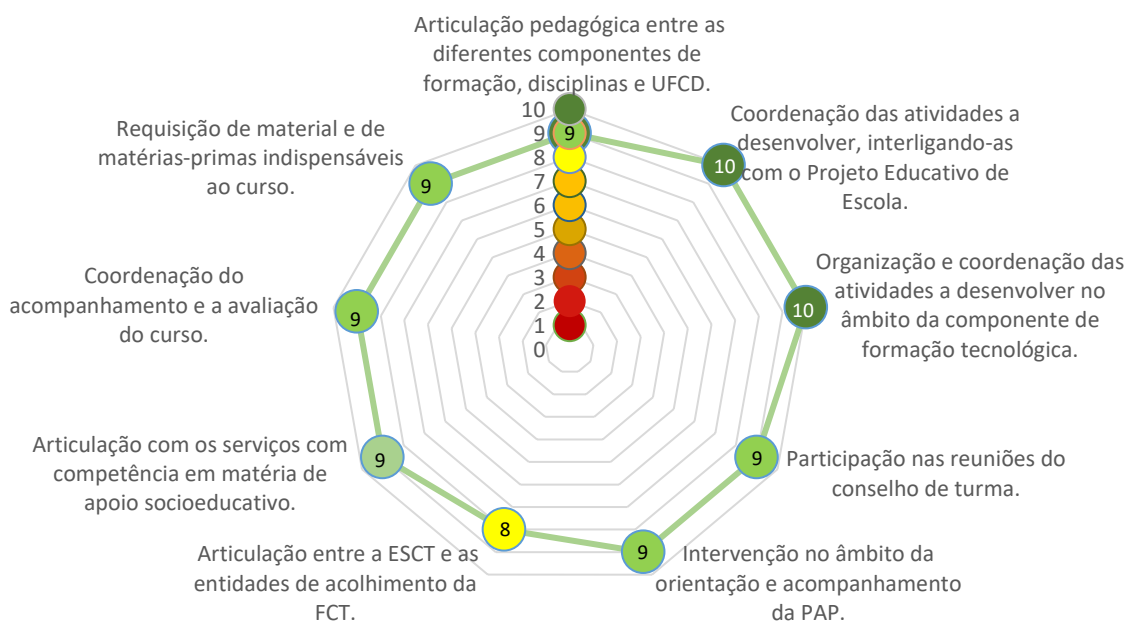 Articulação pedagógica entre as
diferentes componentes de
formação, disciplinas e UFCD.
Coordenação das atividades a
desenvolver, interligando-as
com o Projeto Educativo de
Escola.
Organização e coordenação das
atividades a desenvolver no
âmbito da componente de
formação tecnológica.
Participação nas reuniões do
conselho de turma.
Intervenção no âmbito da
orientação e acompanhamento
da PAP.
Articulação entre a ESCT e as
entidades de acolhimento da
FCT.
Articulação com os serviços com
competência em matéria de
apoio socioeducativo.
Coordenação do
acompanhamento e a avaliação
do curso.
Requisição de material e de
matérias-primas indispensáveis
ao curso.
10
9
8
7
6
5
4
3
2
1
0
9
10
10
9
9
8
9
9
9